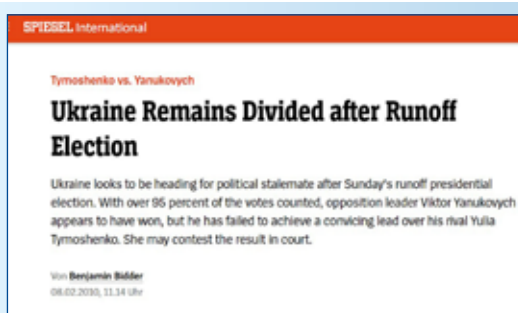 SPIEGEL International
Tymoshenko vs. Yanukovych
Ukraine Remains Divided after Runoff
Election
Ukraine looks to be heading for political stalemate after Sunday's runoff presidential
election. With over 95 percent of the votes counted, opposition leader Viktor Yanukovych
appears to have won, but he has failed to achieve a convicing lead over his rival Yulia
Tymoshenko. She may contest the result in court.
Von Benjamin Bidder
08.02.2010, 11.14 Uhr